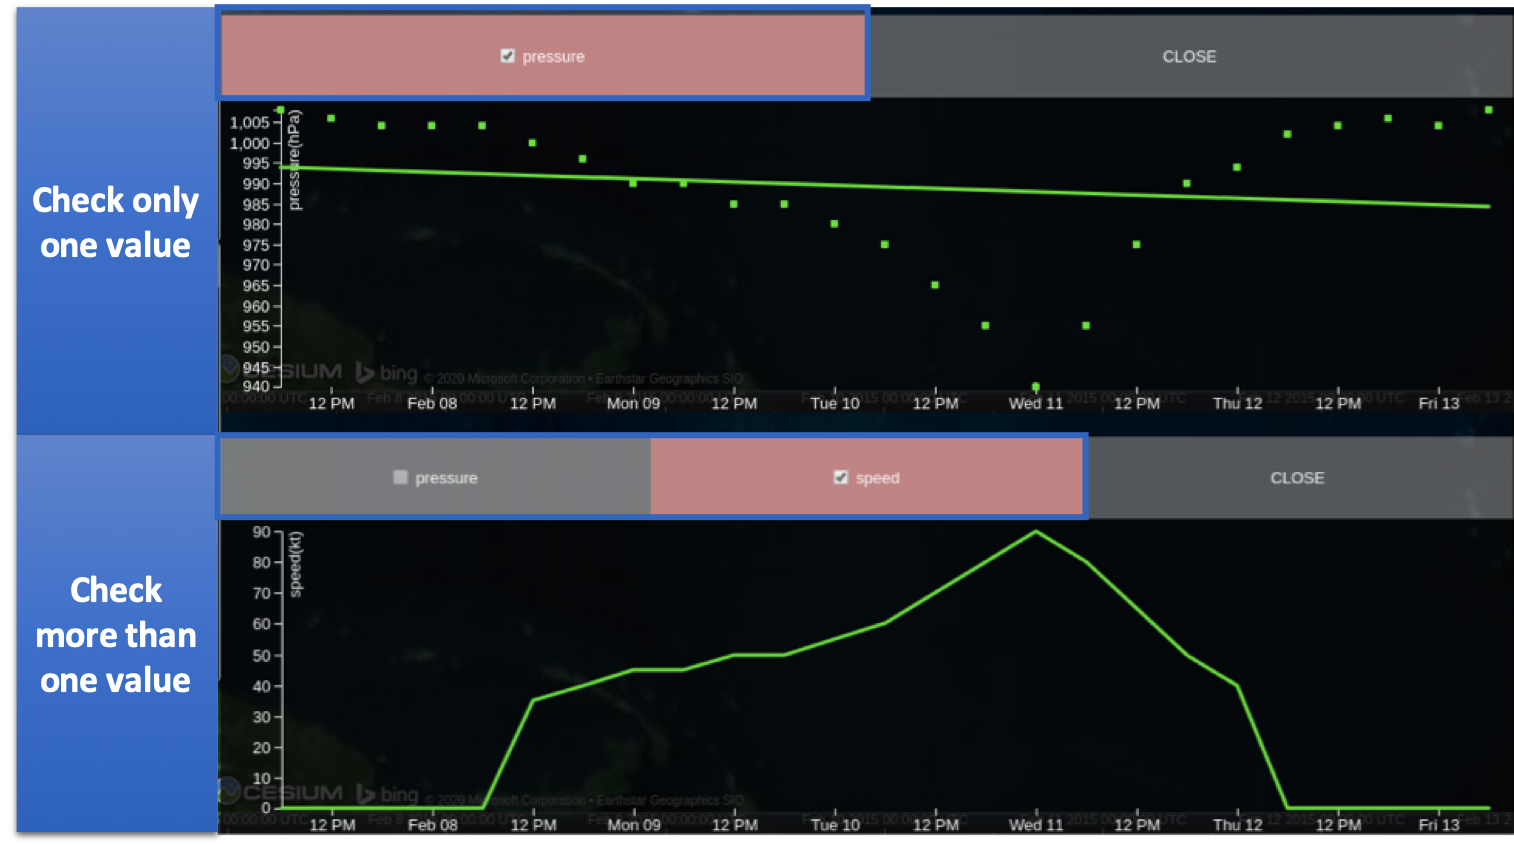 Check only
one value
pressure
CLOSE
pressure(hPa)
1,005
1,000
995
990
985
980
975
970
965
960
955
950
945
940
CESIUM bing © 2020 Microsoft Corporation • Earthstar Geographics SIO
12 PM Feb 08 12 PM Mon 09 12 PM Tue 10 12 PM Wed 11 12 PM Thu 12 12 PM Fri 13
Check
more than
one value
pressure
speed
CLOSE
speed(kt)
90
80
70
60
50
40
30
20
10
0
CESIUM bing © 2020 Microsoft Corporation • Earthstar Geographics SIO
12 PM Feb 08 12 PM Mon 09 12 PM Tue 10 12 PM Wed 11 12 PM Thu 12 12 PM Fri 13